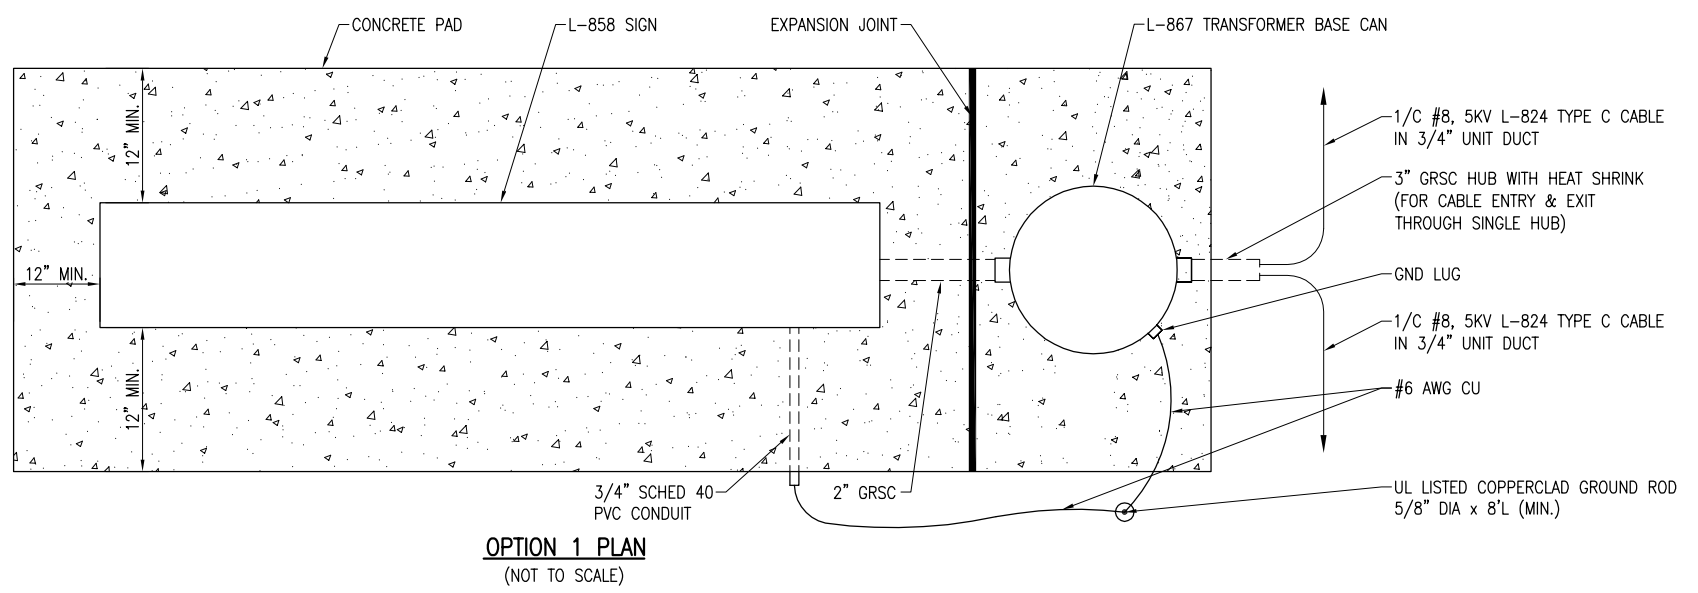 CONCRETE PAD
L-858 SIGN
EXPANSION JOINT
L-867 TRANSFORMER BASE CAN
12" MIN.
12" MIN.
12" MIN.
1/C #8, 5KV L-824 TYPE C CABLE
IN 3/4" UNIT DUCT
3" GRSC HUB WITH HEAT SHRINK
(FOR CABLE ENTRY & EXIT
THROUGH SINGLE HUB)
GND LUG
1/C #8, 5KV L-824 TYPE C CABLE
IN 3/4" UNIT DUCT
#6 AWG CU
UL LISTED COPPERCLAD GROUND ROD
5/8" DIA x 8'L (MIN.)
3/4" SCHED 40
PVC CONDUIT
2" GRSC
OPTION 1 PLAN
(NOT TO SCALE)